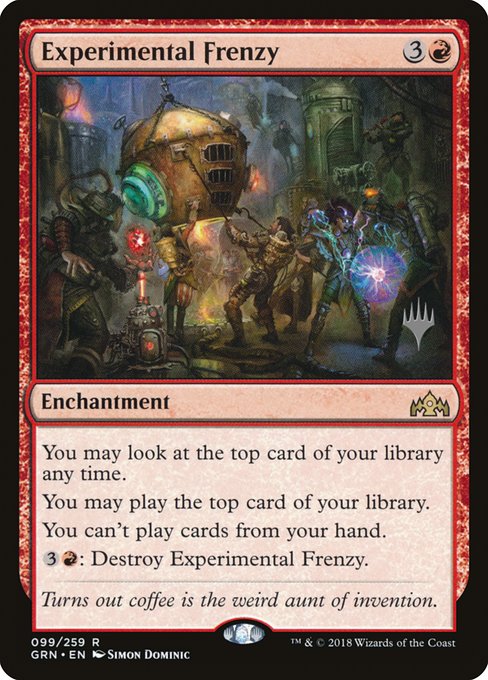 Experimental Frenzy 3
Enchantment
You may look at the top card of your library
any time.
You may play the top card of your library.
You can't play cards from your hand.
3: Destroy Experimental Frenzy.
Turns out coffee is the weird aunt of invention.
099/259 R
GRN • EN Simon Dominic
™ & © 2018 Wizards of the Coast